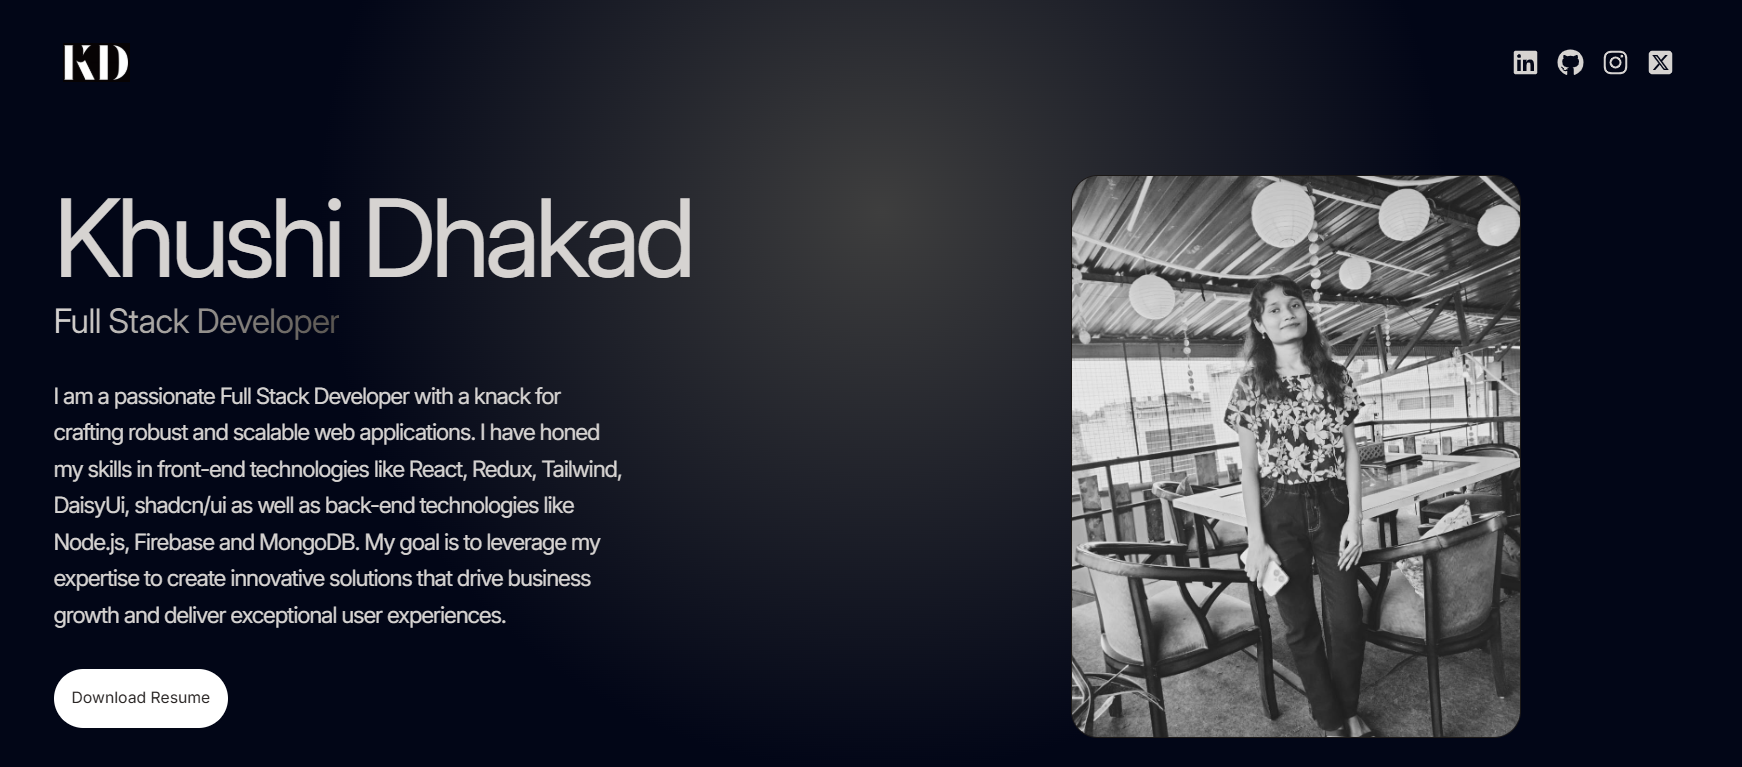 KD
Khushi Dhakad
Full Stack Developer
I am a passionate Full Stack Developer with a knack for
crafting robust and scalable web applications. I have honed
my skills in front-end technologies like React, Redux, Tailwind,
DaisyUi, shadcn/ui as well as back-end technologies like
Node.js, Firebase and MongoDB. My goal is to leverage my
expertise to create innovative solutions that drive business
growth and deliver exceptional user experiences.
Download Resume